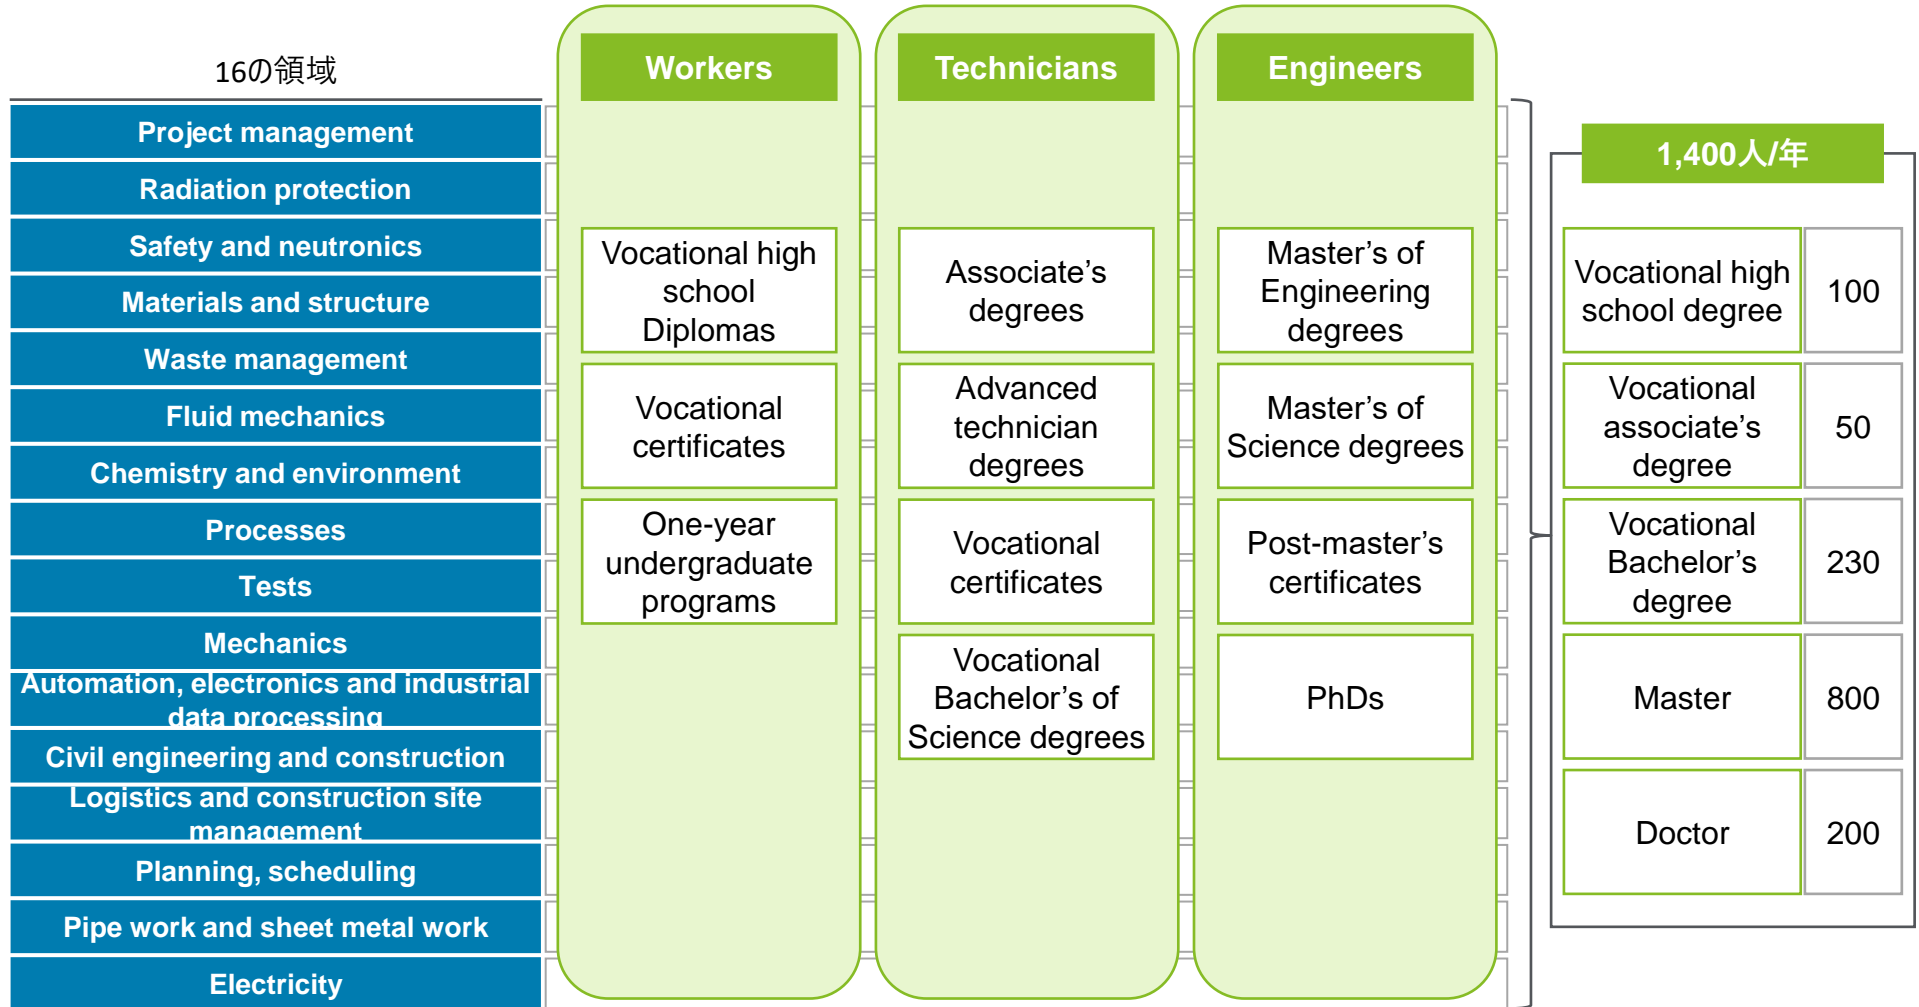 16の領域
Project management
Radiation protection
Safety and neutronics
Materials and structure
Waste management
Fluid mechanics
Chemistry and environment
Processes
Tests
Mechanics
Automation, electronics and industrial
data processing
Civil engineering and construction
Logistics and construction site
management
Planning, scheduling
Pipe work and sheet metal work
Electricity
Workers
Vocational high
school
Diplomas
Vocational
certificates
One-year
undergraduate
programs
Technicians
Associate’s
degrees
Advanced
technician
degrees
Vocational
certificates
Vocational
Bachelor’s of
Science degrees
Engineers
Master’s of
Engineering
degrees
Master’s of
Science degrees
Post-master’s
certificates
PhDs
1,400人/年
Vocational high
school degree
100
Vocational
associate’s
degree
50
Vocational
Bachelor’s
degree
230
Master
800
Doctor
200